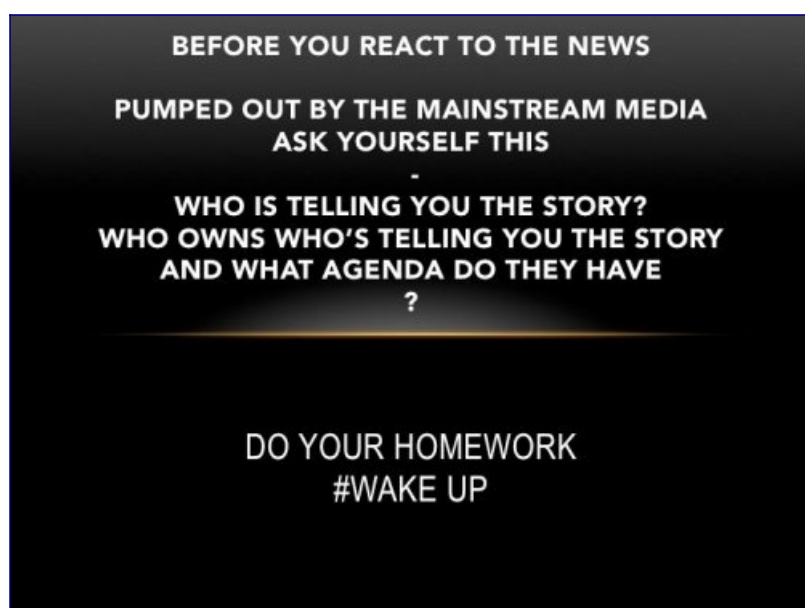 BEFORE YOU REACT TO THE NEWS
PUMPED OUT BY THE MAINSTREAM MEDIA
ASK YOURSELF THIS
-
WHO IS TELLING YOU THE STORY?
WHO OWNS WHO'S TELLING YOU THE STORY
AND WHAT AGENDA DO THEY HAVE
?
DO YOUR HOMEWORK
#WAKE UP